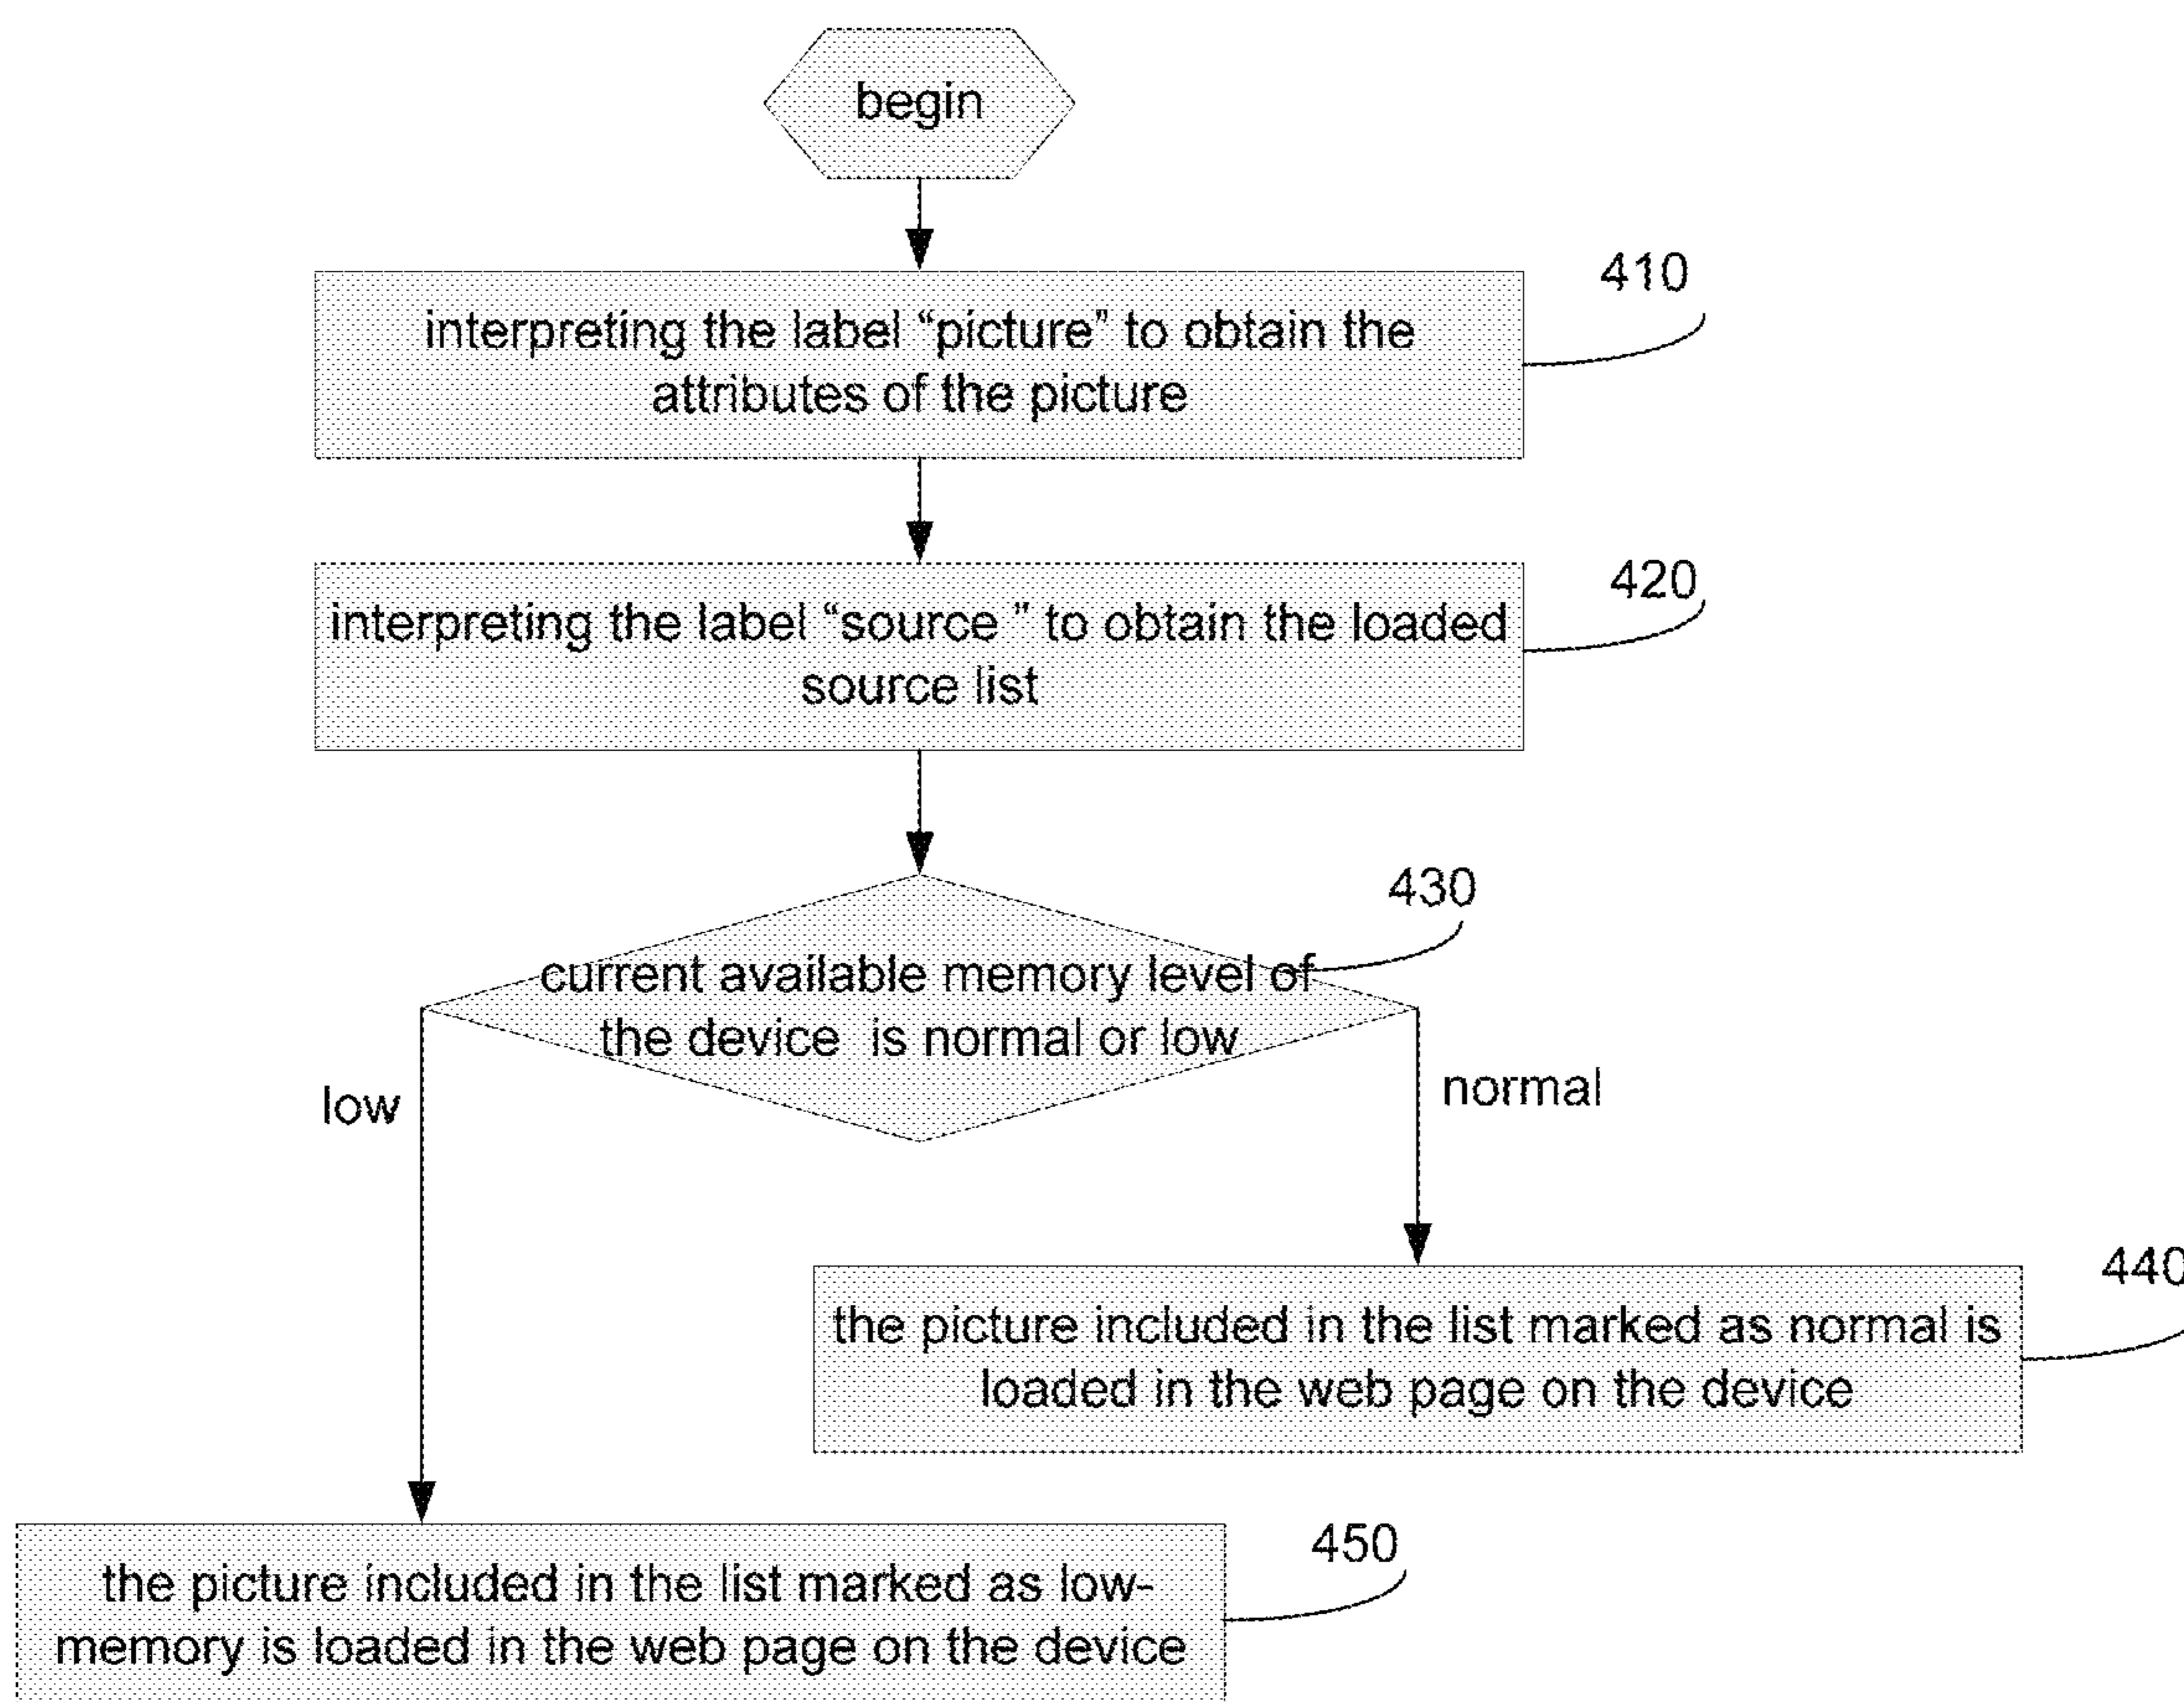 begin
410
interpreting the label “picture” to obtain the
attributes of the picture
420
interpreting the label “source ” to obtain the loaded
source list
430
current available memory level of
the device is normal or low
low
normal
440
the picture included in the list marked as normal is
loaded in the web page on the device
450
the picture included in the list marked as low-
memory is loaded in the web page on the device